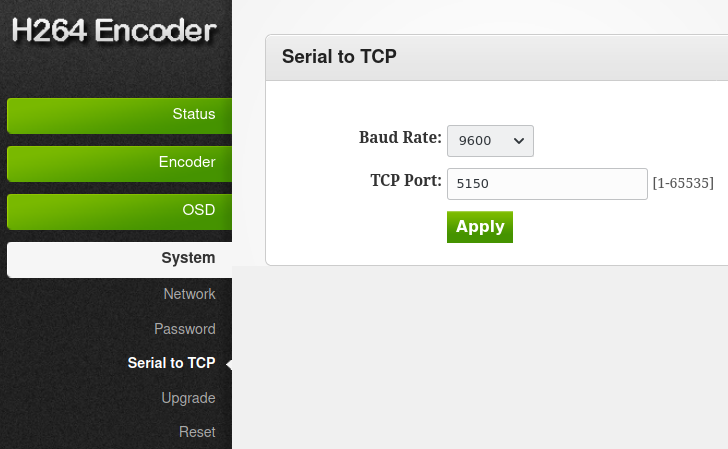 H264 Encoder
Status
Encoder
OSD
System
Network
Password
Serial to TCP
Upgrade
Reset
Serial to TCP
Baud Rate: 9600
TCP Port: 5150 [1-65535]
Apply